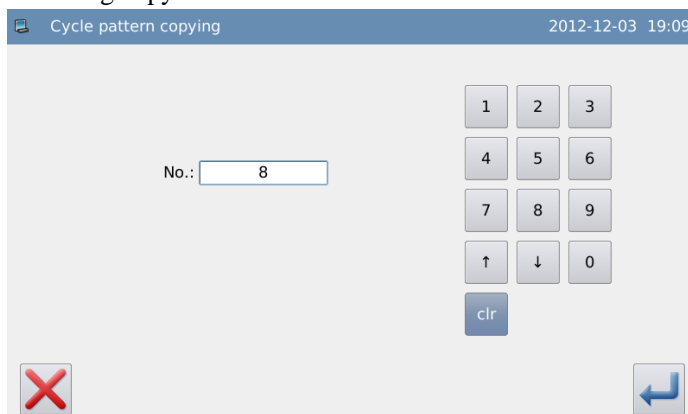 Cycle pattern copying 2012-12-03 19:09
1 2 3
No.: 8
4 5 6
7 8 9
↑ ↓ 0
clr